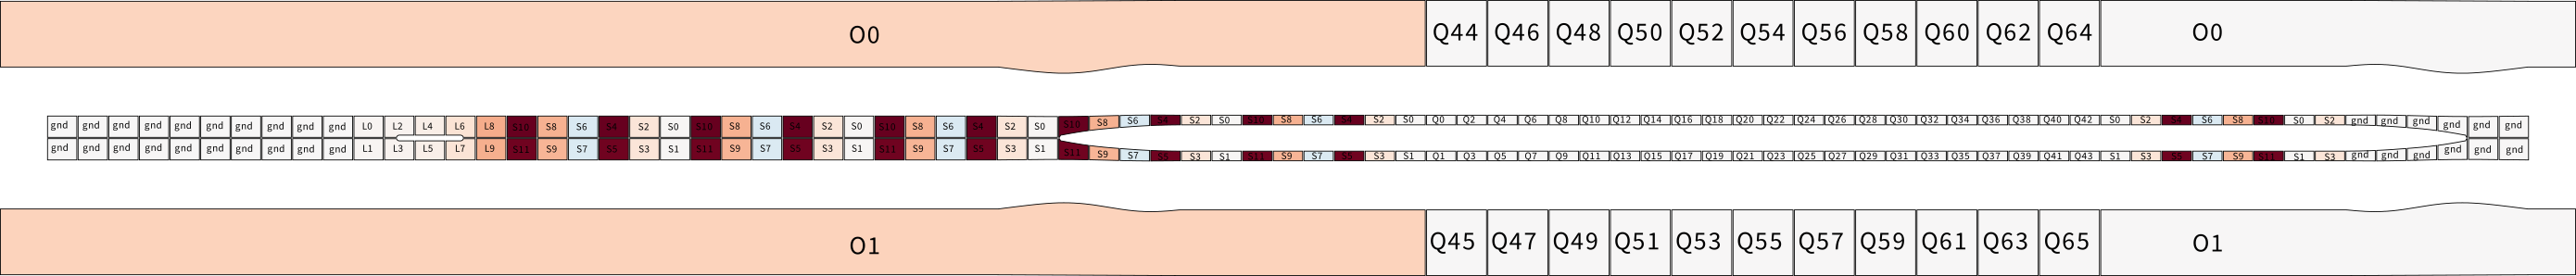 O0 Q44 Q46 Q48 Q50 Q52 Q54 Q56 Q58 Q60 Q62 Q64 O0
gnd gnd gnd gnd gnd gnd gnd gnd gnd gnd L0 L2 L4 L6 L8 S10 S8 S6 S4 S2 S0 S10 S8 S6 S4 S2 S0 S10 S8 S6 S4 S2 S0 S10 S8 S6 S4 S2 S0 S10 S8 S6 S4 S2 S0 Q0 Q2 Q4 Q6 Q8 Q10 Q12 Q14 Q16 Q18 Q20 Q22 Q24 Q26 Q28 Q30 Q32 Q34 Q36 Q38 Q40 Q42 S0 S2 S4 S6 S8 S10 S0 S2 gnd gnd gnd gnd gnd gnd
gnd gnd gnd gnd gnd gnd gnd gnd gnd gnd L1 L3 L5 L7 L9 S11 S9 S7 S5 S3 S1 S11 S9 S7 S5 S3 S1 S11 S9 S7 S5 S3 S1 S11 S9 S7 S5 S3 S1 S11 S9 S7 S5 S3 S1 Q1 Q3 Q5 Q7 Q9 Q11 Q13 Q15 Q17 Q19 Q21 Q23 Q25 Q27 Q29 Q31 Q33 Q35 Q37 Q39 Q41 Q43 S1 S3 S5 S7 S9 S11 S1 S3 gnd gnd gnd gnd gnd gnd
O1 Q45 Q47 Q49 Q51 Q53 Q55 Q57 Q59 Q61 Q63 Q65 O1